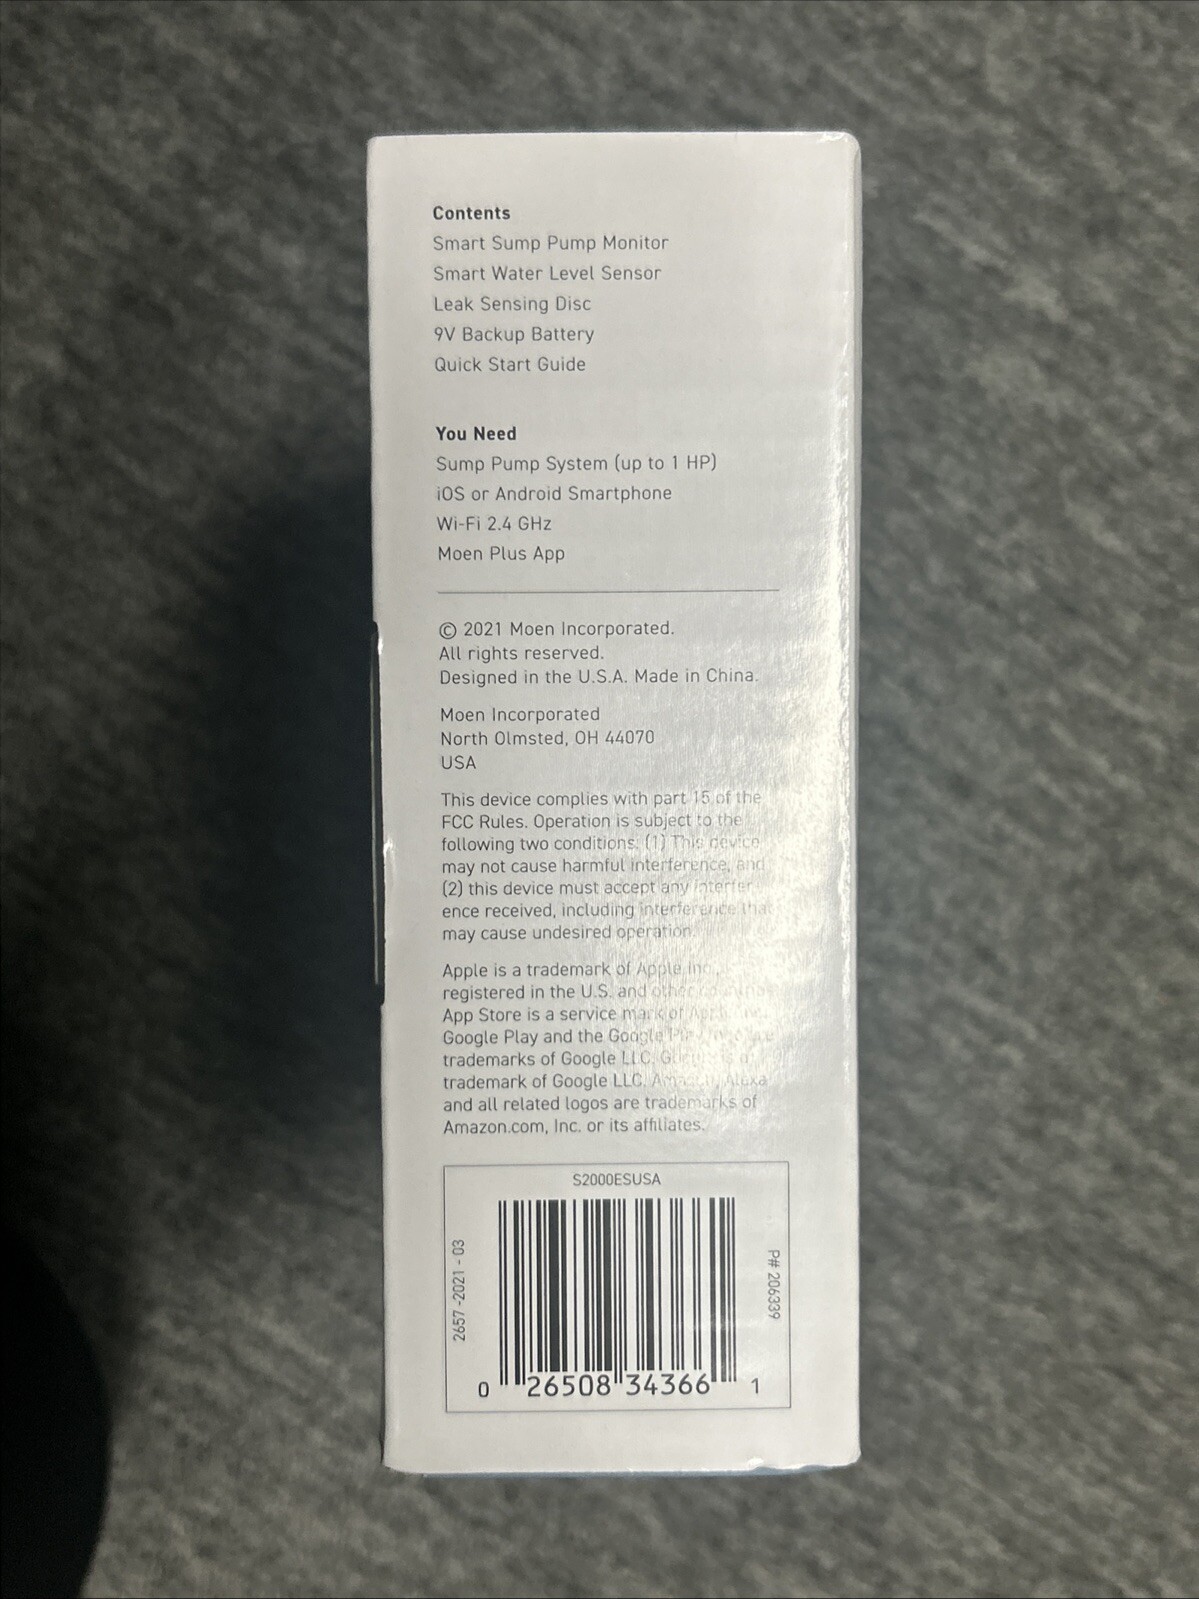 Contents
Smart Sump Pump Monitor
Smart Water Level Sensor
Leak Sensing Disc
9V Backup Battery
Quick Start Guide
You Need
Sump Pump System (up to 1 HP)
iOS or Android Smartphone
Wi-Fi 2.4 GHz
Moen Plus App
© 2021 Moen Incorporated.
All rights reserved.
Designed in the U.S.A. Made in China.
Moen Incorporated
North Olmsted, OH 44070
USA
This device complies with part 15 of the
FCC Rules. Operation is subject to the
following two conditions: (1) This device
may not cause harmful interference, and
(2) this device must accept any interfer
ence received, including interference that
may cause undesired operation.
Apple is a trademark of Apple Inc.,
registered in the U.S. and other
App Store is a service mark of
Google Play and the Google
trademarks of Google LLC.
trademark of Google LLC. Amazon, Alexa
and all related logos are trademarks of
Amazon.com, Inc. or its affiliates.
S2000ESUSA
2657-2021 - 03
P# 206339
0 26508 34366 1